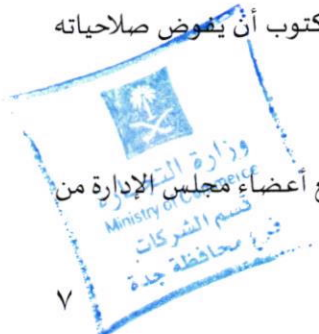 كتوب أن يفوض صلاحياته
وزارة التجارة
Ministry of Commerce
قسم الشركات
فرع محافظة جدة
ع أعضاء مجلس الإدارة من
٧